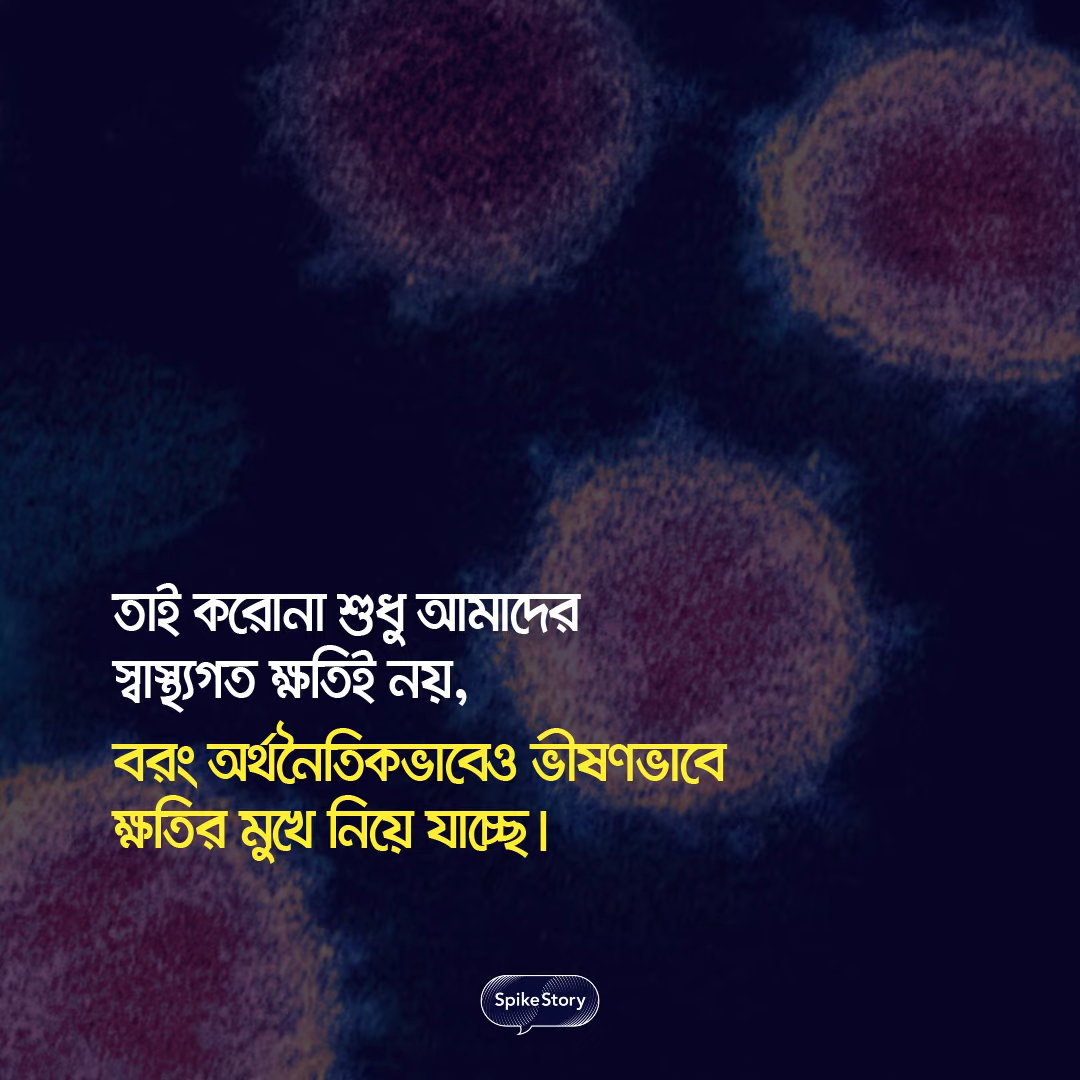 তাই করোনা শুধু আমাদের
স্বাস্থ্যগত ক্ষতিই নয়,
বরং অর্থনৈতিকভাবেও ভীষণভাবে
ক্ষতির মুখে নিয়ে যাচ্ছে।
SpikeStory